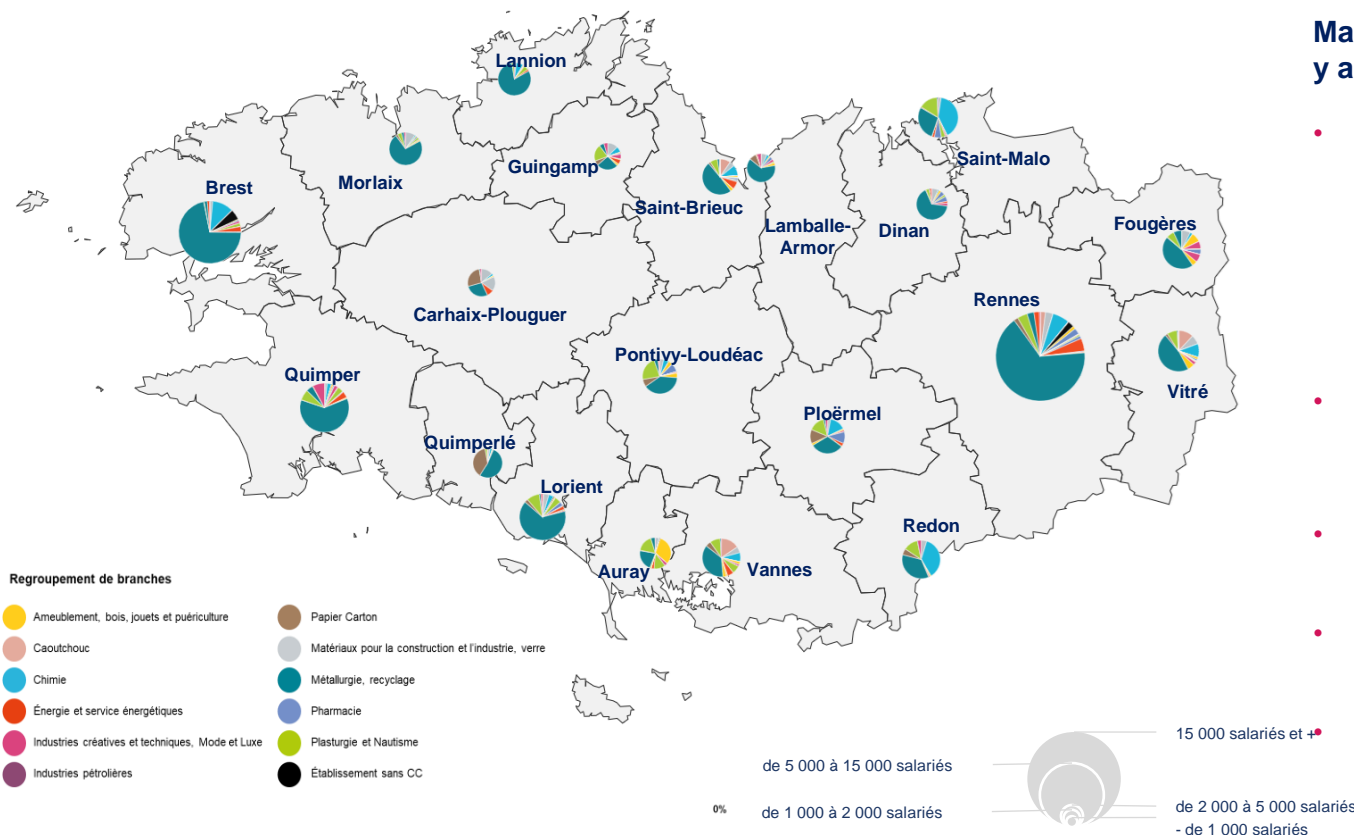 Ma
y a
Lannion
Guingamp
Morlaix
Brest
Saint-Brieuc
Saint-Malo
Lamballe-
Armor
Dinan
Fougères
Carhaix-Plouguer
Rennes
Pontivy-Loudéac
Vitré
Quimper
Ploërmel
Quimperlé
Lorient
Redon
Auray
Vannes
Regroupement de branches
Ameublement, bois, jouets et puériculture
Caoutchouc
Chimie
Énergie et service énergétiques
Industries créatives et techniques, Mode et Luxe
Industries pétrolières
Papier Carton
Matériaux pour la construction et l'industrie, verre
Métallurgie, recyclage
Pharmacie
Plasturgie et Nautisme
Établissement sans CC
15 000 salariés et +
de 5 000 à 15 000 salariés
0%
de 1 000 à 2 000 salariés
de 2 000 à 5 000 salariés
- de 1 000 salariés